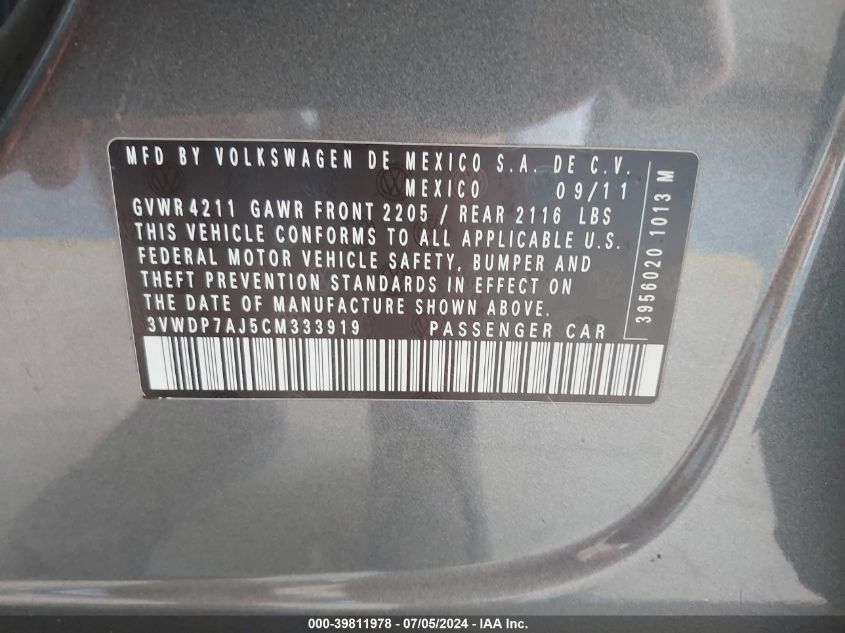 MFD BY VOLKSWAGEN DE MEXICO S.A. DE C.V.
MEXICO 09/11
GVWR 4211 GAWR FRONT 2205 / REAR 2116 LBS
THIS VEHICLE CONFORMS TO ALL APPLICABLE U.S.
FEDERAL MOTOR VEHICLE SAFETY, BUMPER AND
THEFT PREVENTION STANDARDS IN EFFECT ON
THE DATE OF MANUFACTURE SHOWN ABOVE.
3VWDP7AJ5CM333919 PASSENGER CAR
3956020 1013 M
000-39811978 - 07/05/2024 - IAA Inc.